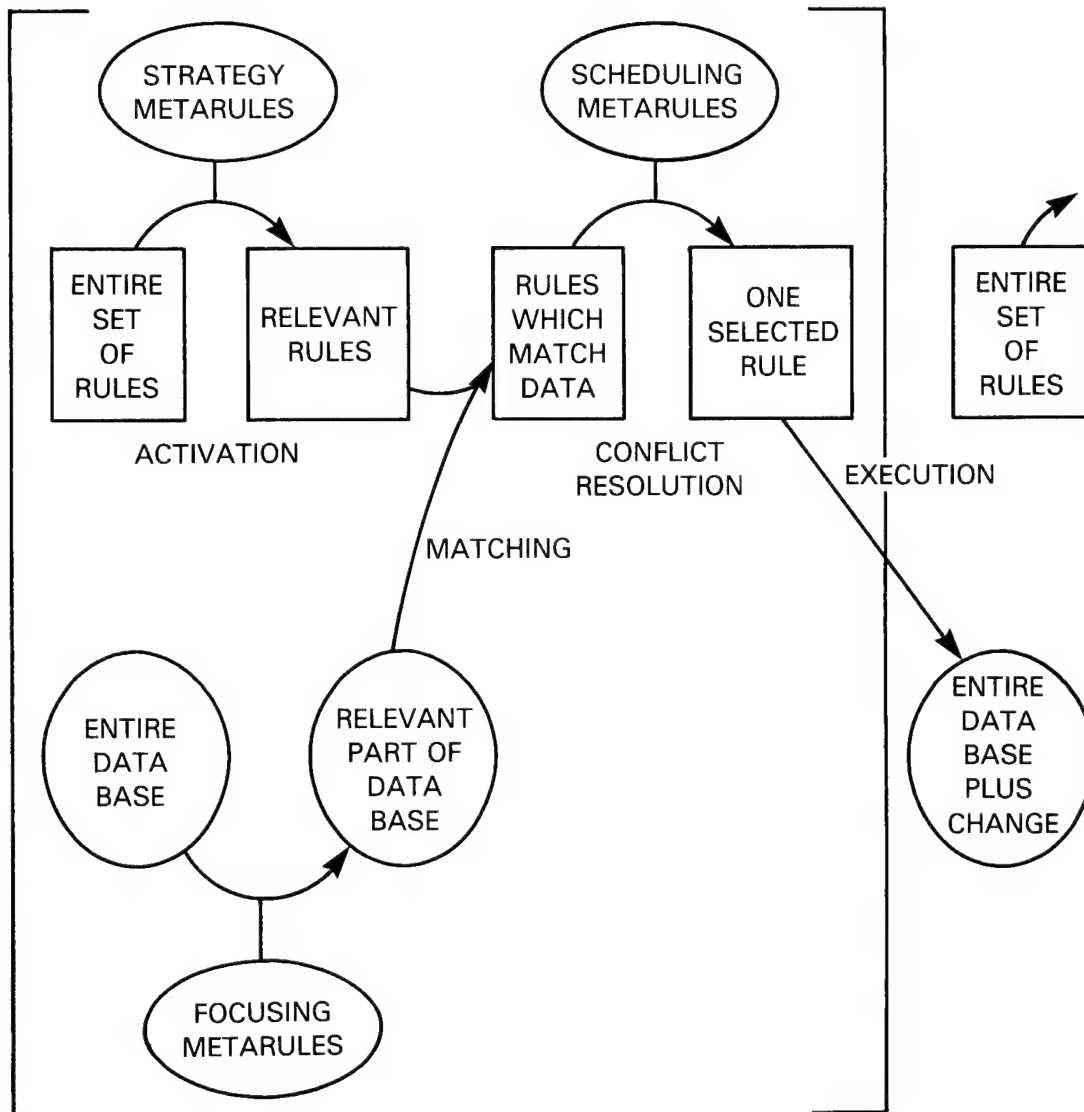 STRATEGY
METARULES
SCHEDULING
METARULES
ENTIRE
SET
OF
RULES
RELEVANT
RULES
RULES
WHICH
MATCH
DATA
ONE
SELECTED
RULE
ENTIRE
SET
OF
RULES
ACTIVATION
CONFLICT
RESOLUTION
EXECUTION
MATCHING
ENTIRE
DATA
BASE
RELEVANT
PART OF
DATA
BASE
ENTIRE
DATA
BASE
PLUS
CHANGE
FOCUSING
METARULES